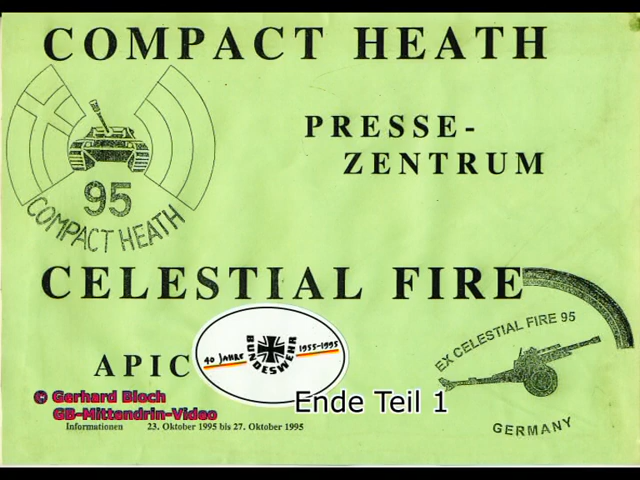 COMPACT HEATH
PRESSE-
ZENTRUM
95
COMPACT HEATH
CELESTIAL FIRE
EX CELESTIAL FIRE 95
40 JAHRE
BUNDESWEHR
1955-1995
APIC
© Gerhard Bloch
GB-Mittendrin-Video
Ende Teil 1
Informationen 23. Oktober 1995 bis 27. Oktober 1995
GERMANY